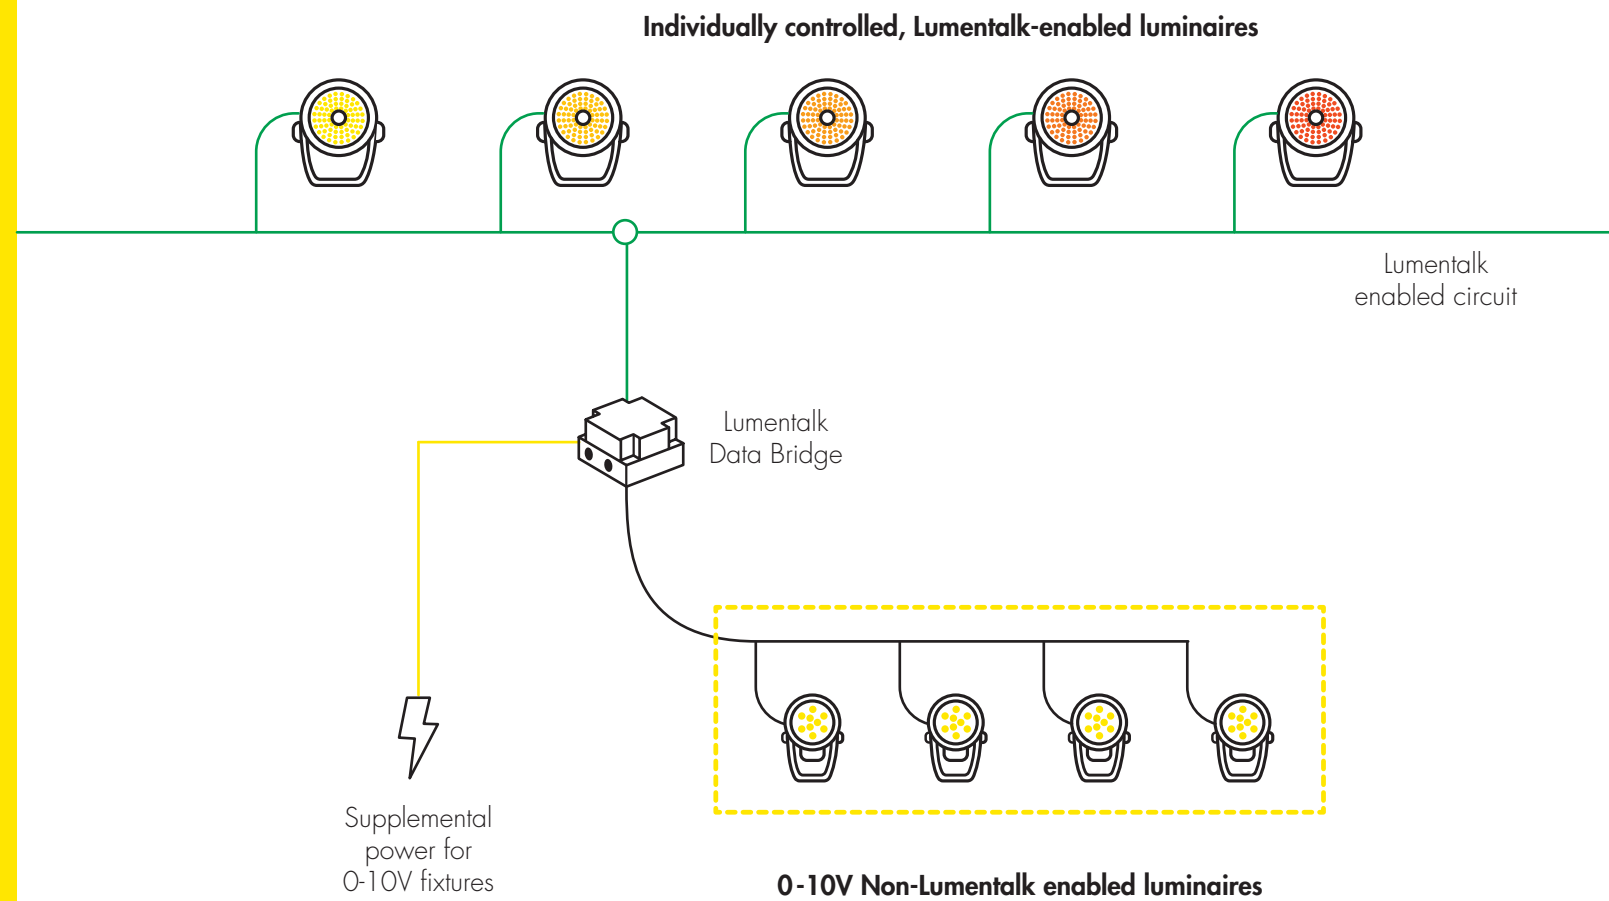 Individually controlled, Lumentalk-enabled luminaires
Lumentalk
enabled circuit
Lumentalk
Data Bridge
Supplemental
power for
0-10V fixtures
0-10V Non-Lumentalk enabled luminaires